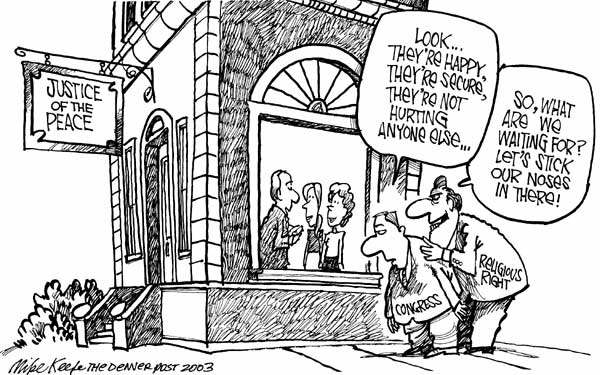 JUSTICE
OF THE
PEACE
LOOK...
THEY'RE HAPPY,
THEY'RE SECURE,
THEY'RE NOT
HURTING
ANYONE ELSE...
SO, WHAT
ARE WE
WAITING FOR?
LET'S STICK
OUR NOSES
IN THERE!
CONGRESS
RELIGIOUS
RIGHT
Mike Keefe THE DENVER POST 2003